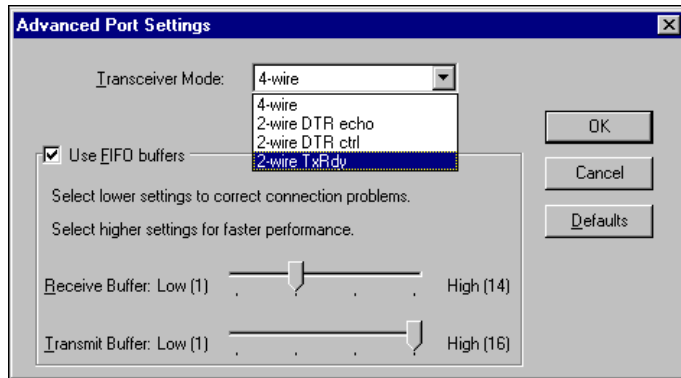 Advanced Port Settings
Transceiver Mode: 4-wire
4-wire
2-wire DTR echo
2-wire DTR ctrl
2-wire TxRdy
OK
Use FIFO buffers
Cancel
Select lower settings to correct connection problems.
Defaults
Select higher settings for faster performance.
Receive Buffer: Low (1) High (14)
Transmit Buffer: Low (1) High (16)